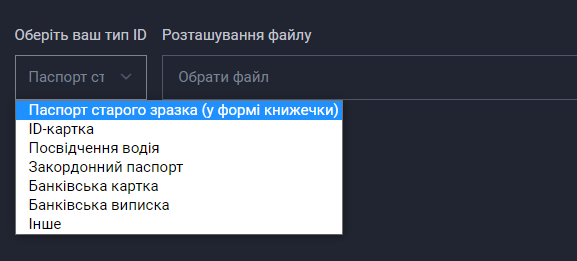 Оберіть ваш тип ID Розташування файлу
Паспорт ст Обрати файл
Паспорт старого зразка (у формі книжечки)
ID-картка
Посвідчення водія
Закордонний паспорт
Банківська картка
Банківська виписка
Інше